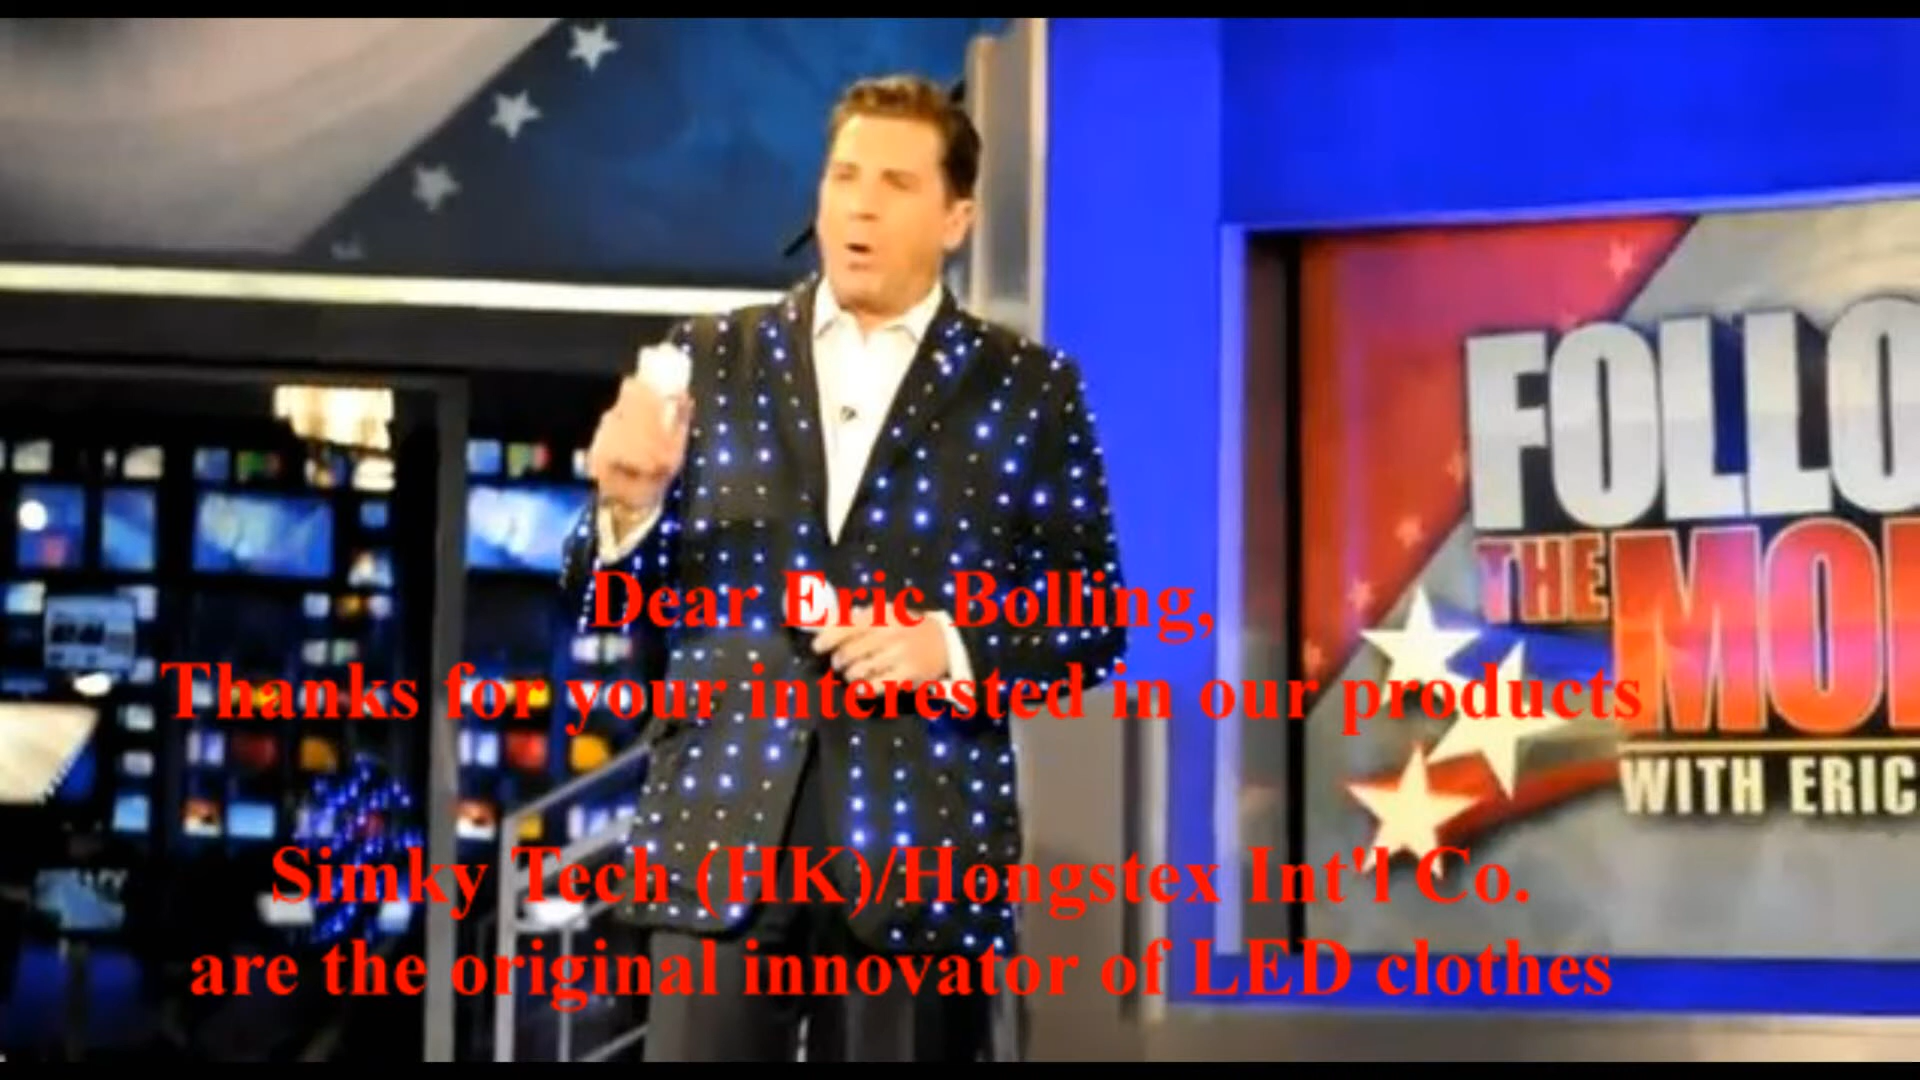 FOLLO
THE MO
WITH ERIC
Dear Eric Bolling,
Thanks for your interested in our products
Simky Tech (HK)/Hongstex Int'l Co.
are the original innovator of LED clothes